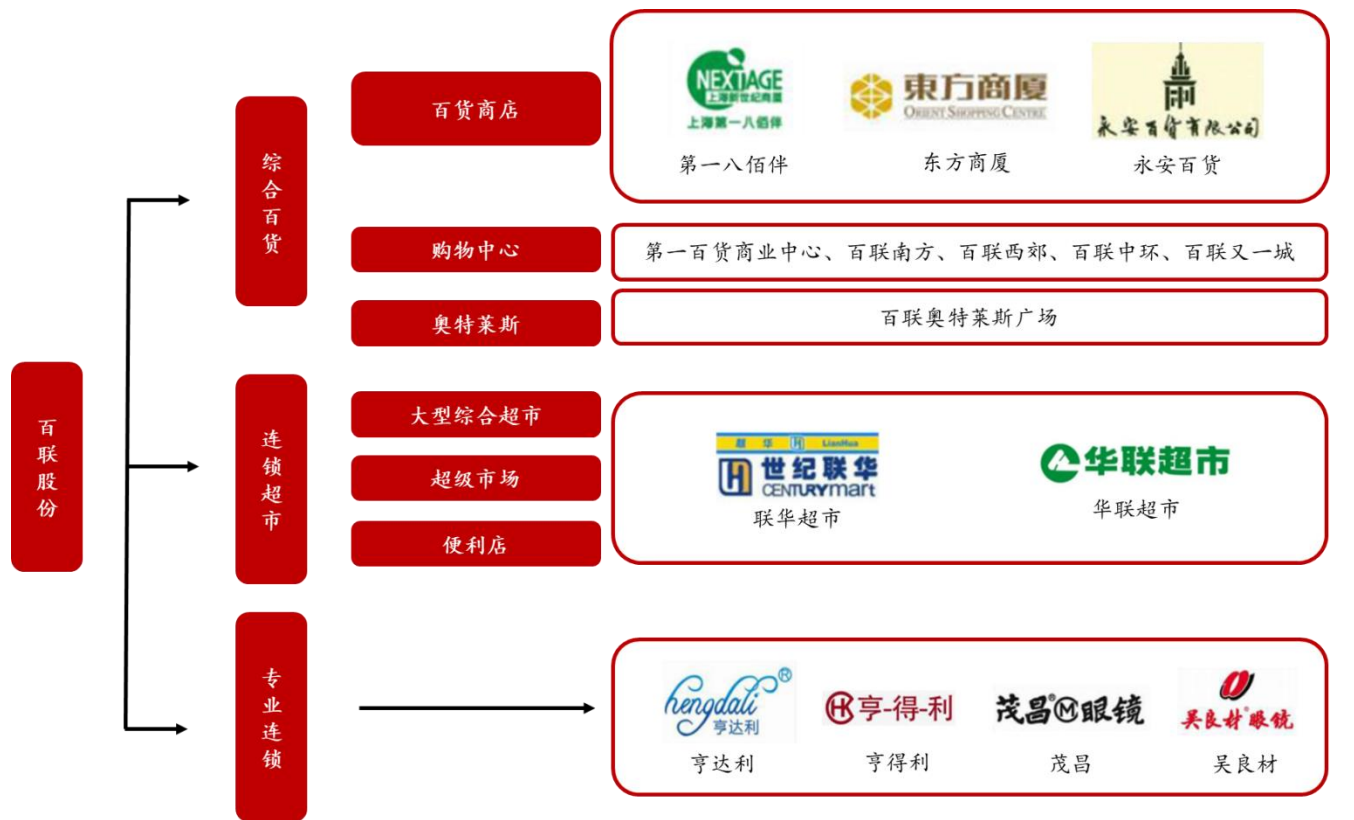 百联股份
综合百货
百货商店
NEXTAGE
上海新世纪商厦
上海第一八佰伴
第一八佰伴
東方商廈
ORIENT SHOPPING CENTRE
东方商厦
永安百货有限公司
永安百货
购物中心
第一百货商业中心、百联南方、百联西郊、百联中环、百联又一城
奥特莱斯
百联奥特莱斯广场
连锁超市
大型综合超市
超级市场
便利店
联华 H LianHua
世纪联华
CENTURYmart
联华超市
华联超市
华联超市
专业连锁
hengdali®
亨达利
亨达利
亨-得-利
亨得利
茂昌®M眼镜
茂昌
吴良材®眼镜
吴良材